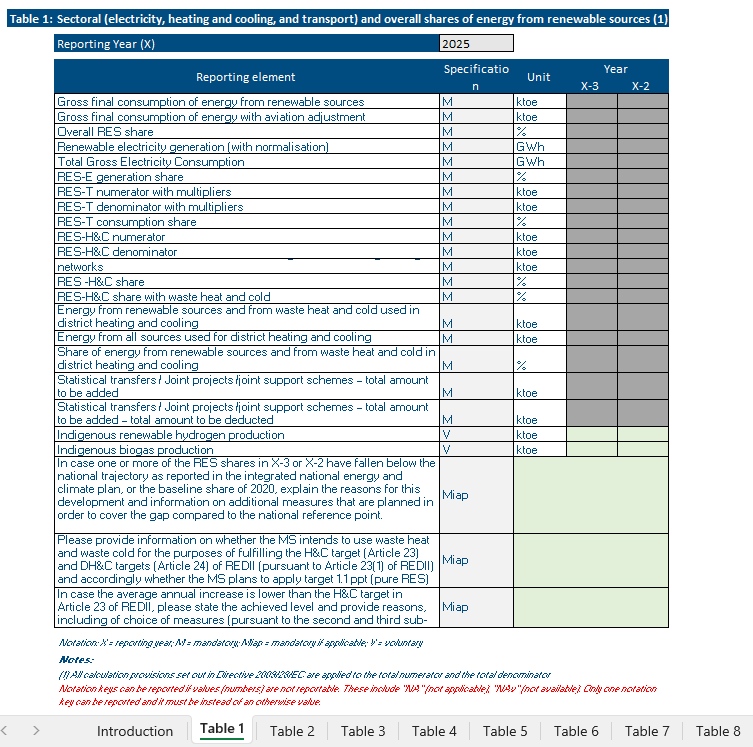 Table 1: Sectoral (electricity, heating and cooling, and transport) and overall shares of energy from renewable sources (1)
Reporting Year (X) 2025
Reporting element Specificatio n Unit Year
X-3 X-2
Gross final consumption of energy from renewable sources M ktoe
Gross final consumption of energy with aviation adjustment M ktoe
Overall RES share M %
Renewable electricity generation (with normalisation) M GWh
Total Gross Electricity Consumption M GWh
RES-E generation share M %
RES-T numerator with multipliers M ktoe
RES-T denominator with multipliers M ktoe
RES-T consumption share M %
RES-H&C numerator M ktoe
RES-H&C denominator M ktoe
networks M ktoe
RES -H&C share M %
RES-H&C share with waste heat and cold M %
Energy from renewable sources and from waste heat and cold used in
district heating and cooling M ktoe
Energy from all sources used for district heating and cooling M ktoe
Share of energy from renewable sources and from waste heat and cold in
district heating and cooling M %
Statistical transfers / Joint projects /joint support schemes – total amount
to be added M ktoe
Statistical transfers / Joint projects /joint support schemes – total amount
to be added – total amount to be deducted M ktoe
Indigenous renewable hydrogen production V ktoe
Indigenous biogas production V ktoe
In case one or more of the RES shares in X-3 or X-2 have fallen below the
national trajectory as reported in the integrated national energy and
climate plan, or the baseline share of 2020, explain the reasons for this
development and information on additional measures that are planned in
order to cover the gap compared to the national reference point.
Miap
Please provide information on whether the MS intends to use waste heat
and waste cold for the purposes of fulfilling the H&C target (Article 23)
and DH&C targets (Article 24) of REDII (pursuant to Article 23(1) of REDII)
and accordingly whether the MS plans to apply target 1.1 ppt (pure RES)
Miap
In case the average annual increase is lower than the H&C target in
Article 23 of REDII, please state the achieved level and provide reasons,
including of choice of measures (pursuant to the second and third sub-
Miap
Notation: X = reporting year; M = mandatory; Miap = mandatory if applicable; V = voluntary
Notes:
(1) All calculation provisions set out in Directive 2009/28/EC are applied to the total numerator and the total denominator
Notation keys can be reported if values (numbers) are not reportable. These include "NA" (not applicable), "NAv" (not available). Only one notation
key can be reported and it must be instead of an otherwise value.
Introduction Table 1 Table 2 Table 3 Table 4 Table 5 Table 6 Table 7 Table 8